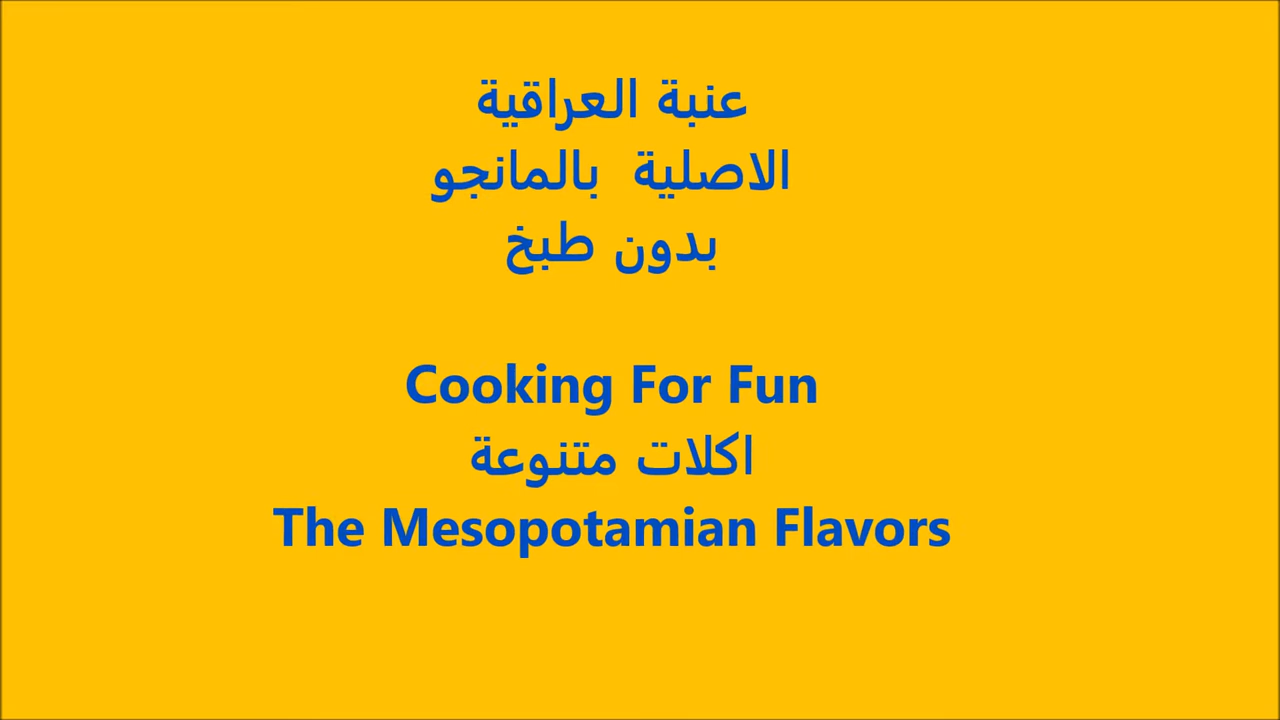 عنبة العراقية
الاصلية بالمانجو
بدون طبخ
Cooking For Fun
اكلات متنوعة
The Mesopotamian Flavors